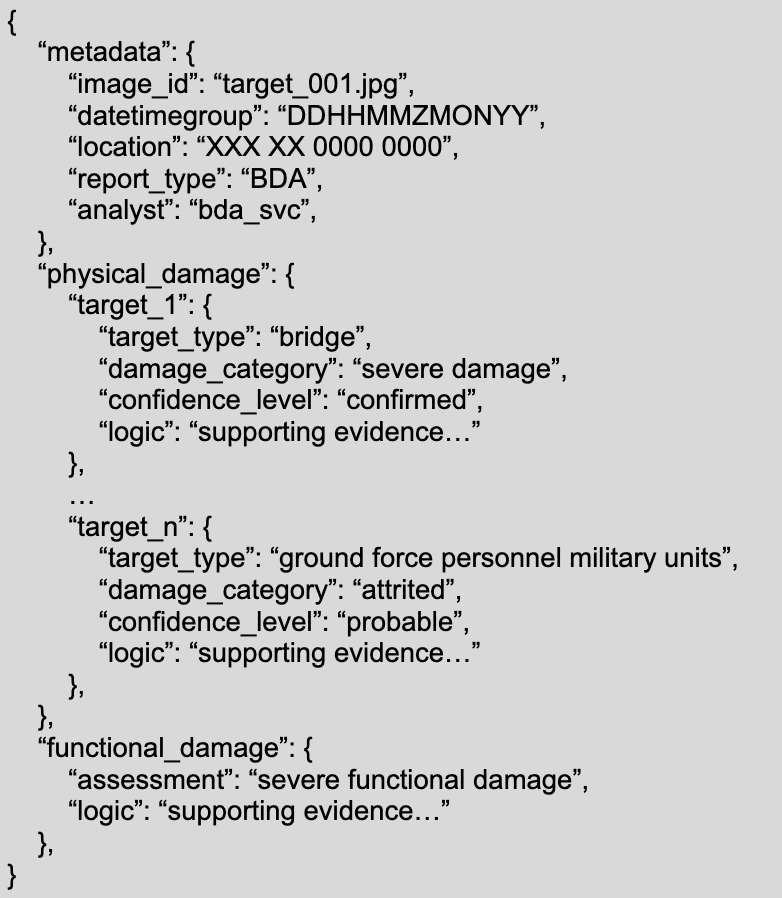 {
“metadata”: {
“image_id”: “target_001.jpg”,
“datetimegroup”: “DDHHMMZMONYY”,
“location”: “XXX XX 0000 0000”,
“report_type”: “BDA”,
“analyst”: “bda_svc”,
},
“physical_damage”: {
“target_1”: {
“target_type”: “bridge”,
“damage_category”: “severe damage”,
“confidence_level”: “confirmed”,
“logic”: “supporting evidence…”
},
…
“target_n”: {
“target_type”: “ground force personnel military units”,
“damage_category”: “attrited”,
“confidence_level”: “probable”,
“logic”: “supporting evidence…”
},
},
“functional_damage”: {
“assessment”: “severe functional damage”,
“logic”: “supporting evidence…”
},
}